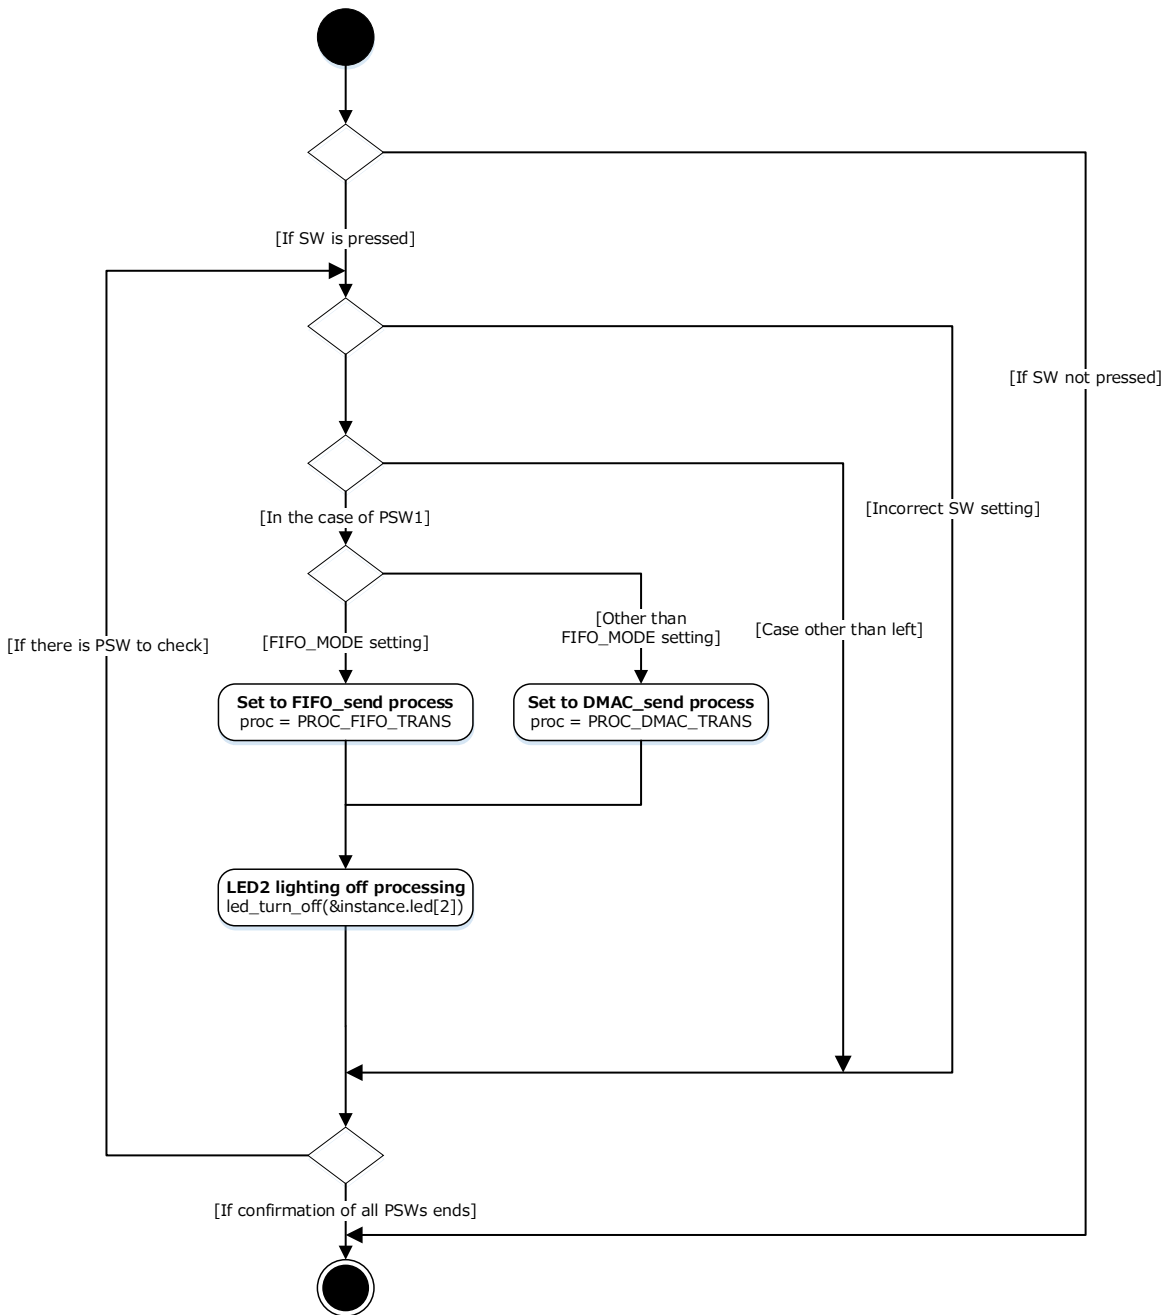 [If SW is pressed]
[If SW not pressed]
[Incorrect SW setting]
[In the case of PSW1]
[Other than
FIFO_MODE setting]
[Case other than left]
[If there is PSW to check]
[FIFO_MODE setting]
Set to FIFO_send process
proc = PROC_FIFO_TRANS
Set to DMAC_send process
proc = PROC_DMAC_TRANS
LED2 lighting off processing
led_turn_off(&instance.led[2])
[If confirmation of all PSWs ends]